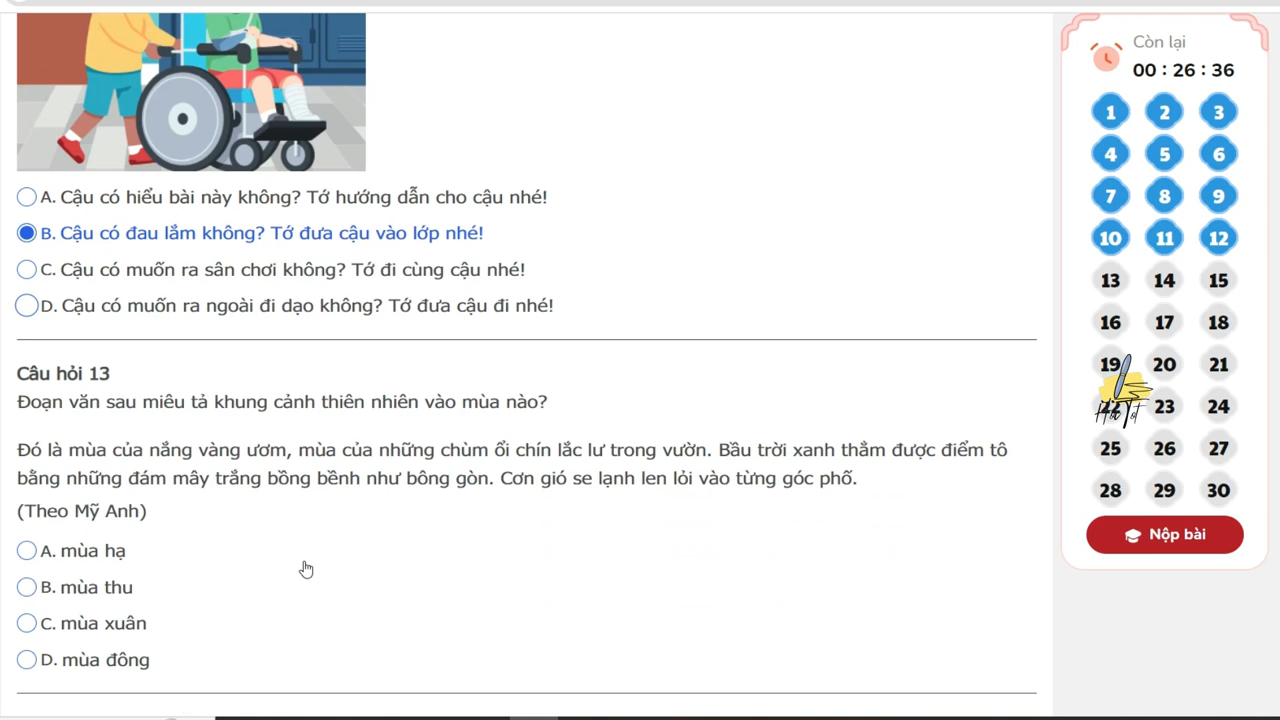 Còn lại
00 : 26 : 36
1 2 3
4 5 6
7 8 9
10 11 12
13 14 15
16 17 18
19 20 21
23 24
25 26 27
28 29 30
Nộp bài
A. Cậu có hiểu bài này không? Tớ hướng dẫn cho cậu nhé!
B. Cậu có đau lắm không? Tớ đưa cậu vào lớp nhé!
C. Cậu có muốn ra sân chơi không? Tớ đi cùng cậu nhé!
D. Cậu có muốn ra ngoài đi dạo không? Tớ đưa cậu đi nhé!
Câu hỏi 13
Đoạn văn sau miêu tả khung cảnh thiên nhiên vào mùa nào?
Đó là mùa của nắng vàng ươm, mùa của những chùm ổi chín lắc lư trong vườn. Bầu trời xanh thẳm được điểm tô
bằng những đám mây trắng bồng bềnh như bông gòn. Cơn gió se lạnh len lỏi vào từng góc phố.
(Theo Mỹ Anh)
A. mùa hạ
B. mùa thu
C. mùa xuân
D. mùa đông